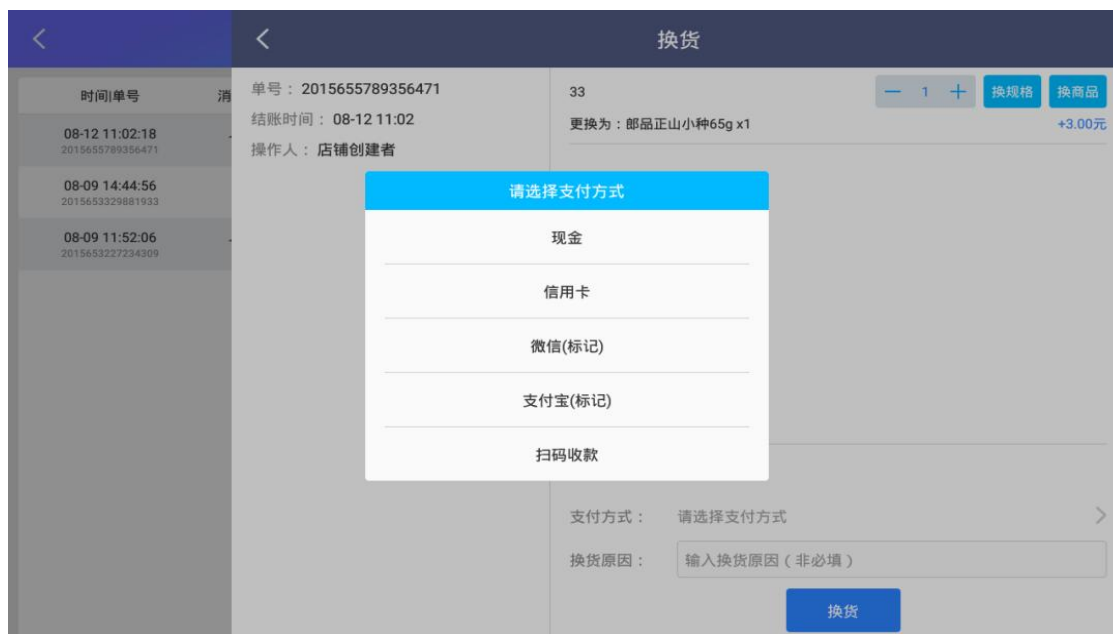 换货
时间|单号
消
08-12 11:02:18
2015655789356471
08-09 14:44:56
2015653329881933
08-09 11:52:06
2015653227234309
单号：2015655789356471
结账时间：08-12 11:02
操作人：店铺创建者
33
— 1 + 换规格 换商品
更换为：郎品正山小种65g x1
+3.00元
请选择支付方式
现金
信用卡
微信(标记)
支付宝(标记)
扫码收款
支付方式： 请选择支付方式
换货原因： 输入换货原因（非必填）
换货